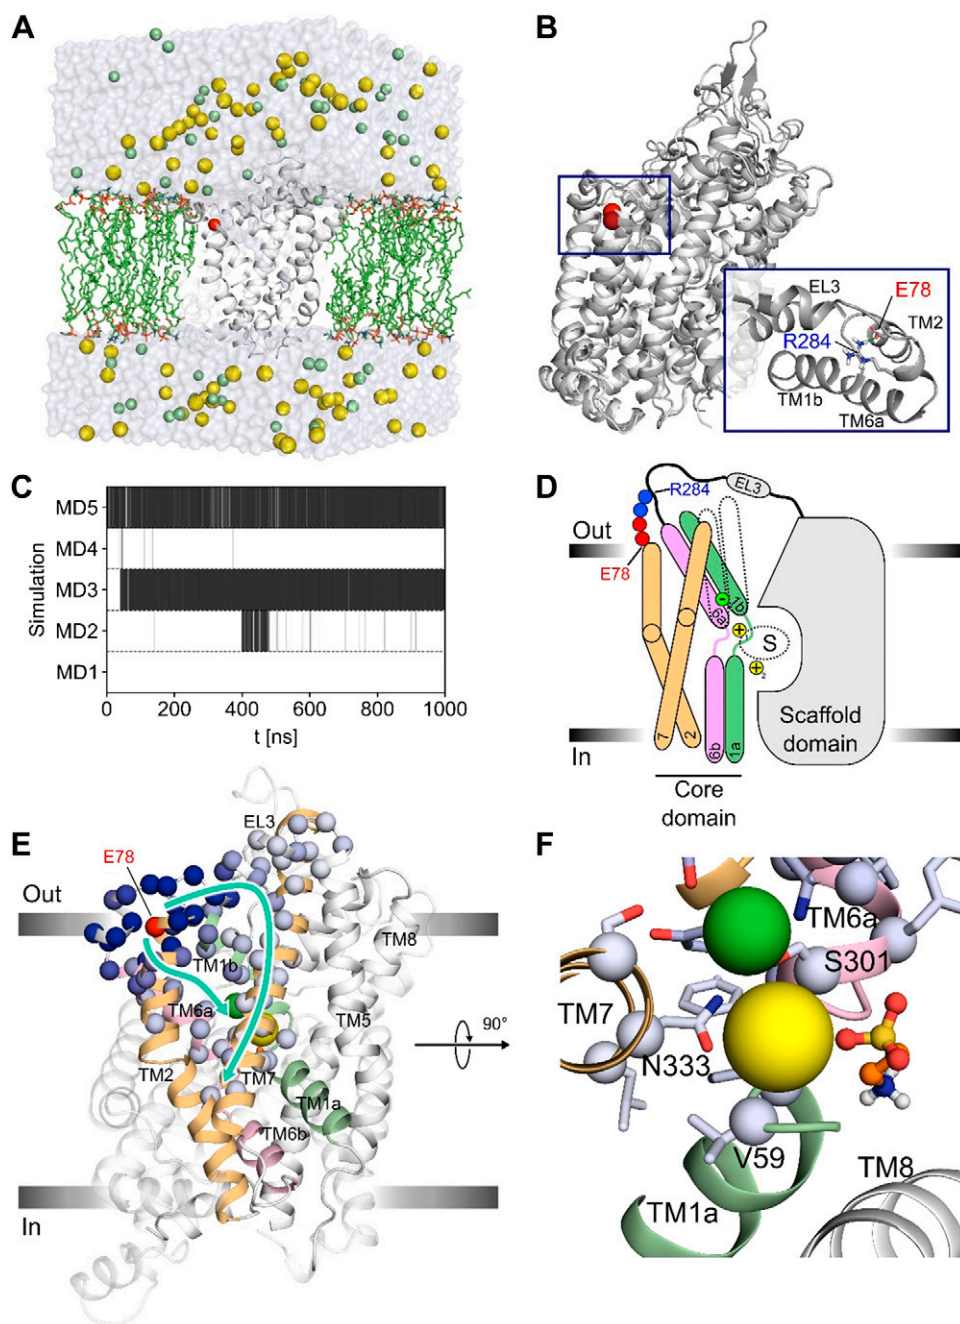 A
B
EL3
E78
TM2
R284
TM1b
TM6a
C
MD5
MD4
MD3
MD2
MD1
Simulation
0 200 400 600 800 1000
t [ns]
D
R284
EL3
Out
E78
6a
1b
-
+
S
+
2
7
2
6b
1a
Scaffold
domain
In
Core
domain
E
EL3
E78
Out
TM8
TM1b
TM6a
TM5
TM2
TM7
TM1a
TM6b
In
90°
F
TM6a
S301
TM7
N333
V59
TM8
TM1a